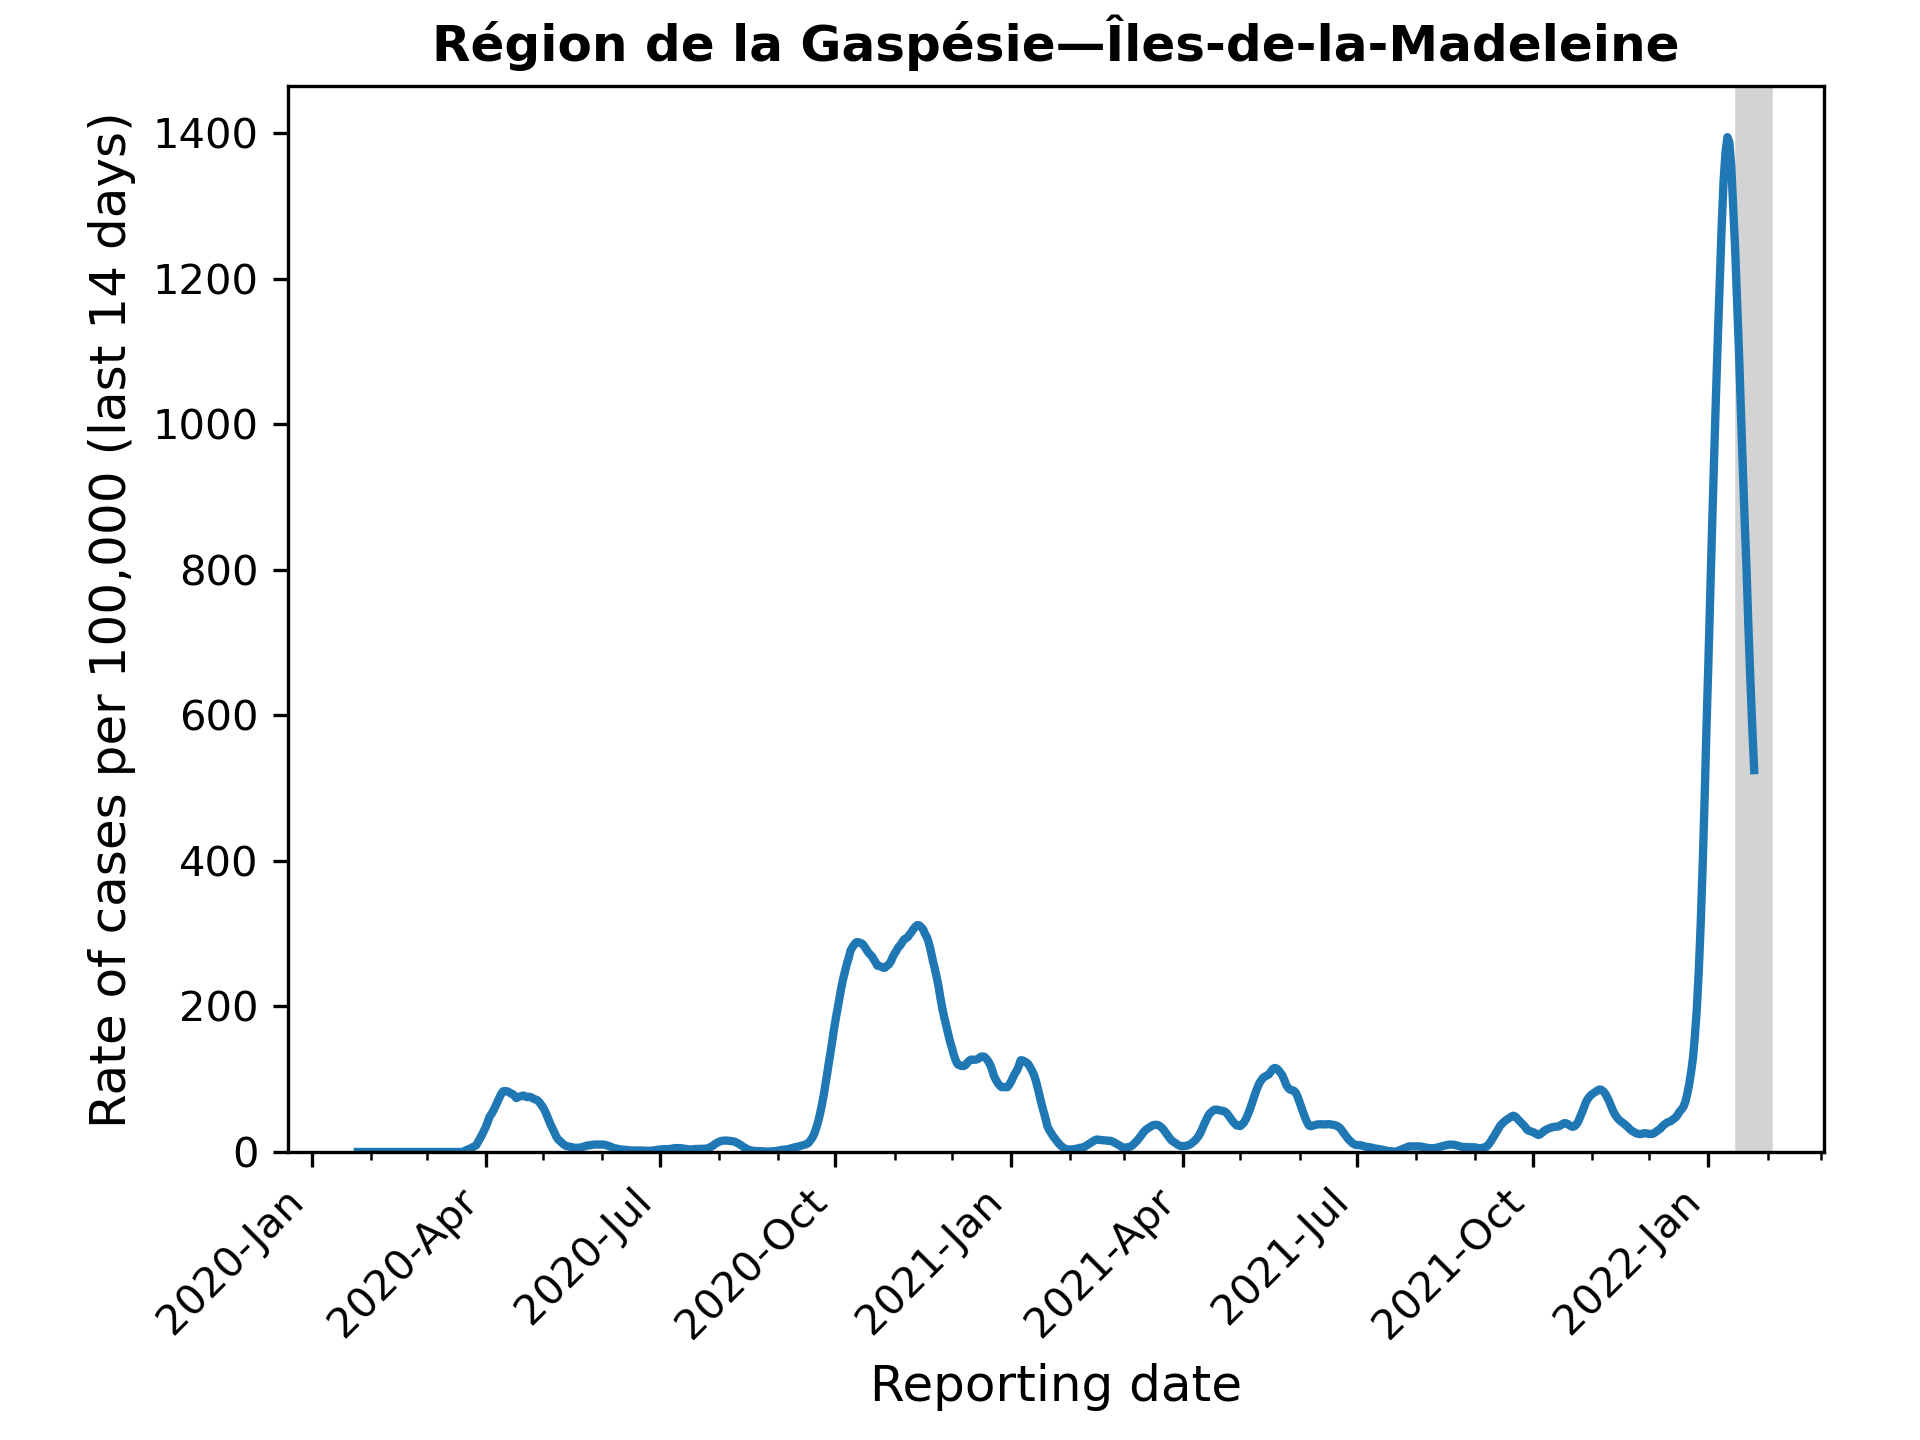 Région de la Gaspésie—Îles-de-la-Madeleine
Rate of cases per 100,000 (last 14 days)
1400
1200
1000
800
600
400
200
0
2020-Jan
2020-Apr
2020-Jul
2020-Oct
2021-Jan
2021-Apr
2021-Jul
2021-Oct
2022-Jan
Reporting date